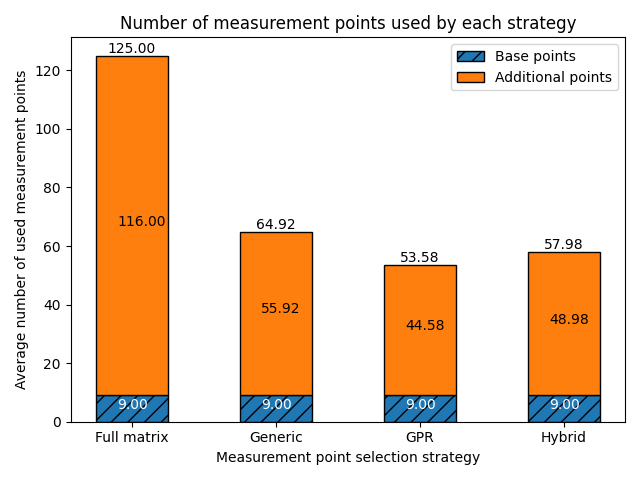 Number of measurement points used by each strategy
Base points
Additional points
Average number of used measurement points
120
100
80
60
40
20
0
125.00
116.00
9.00
64.92
55.92
9.00
53.58
44.58
9.00
57.98
48.98
9.00
Full matrix
Generic
GPR
Hybrid
Measurement point selection strategy